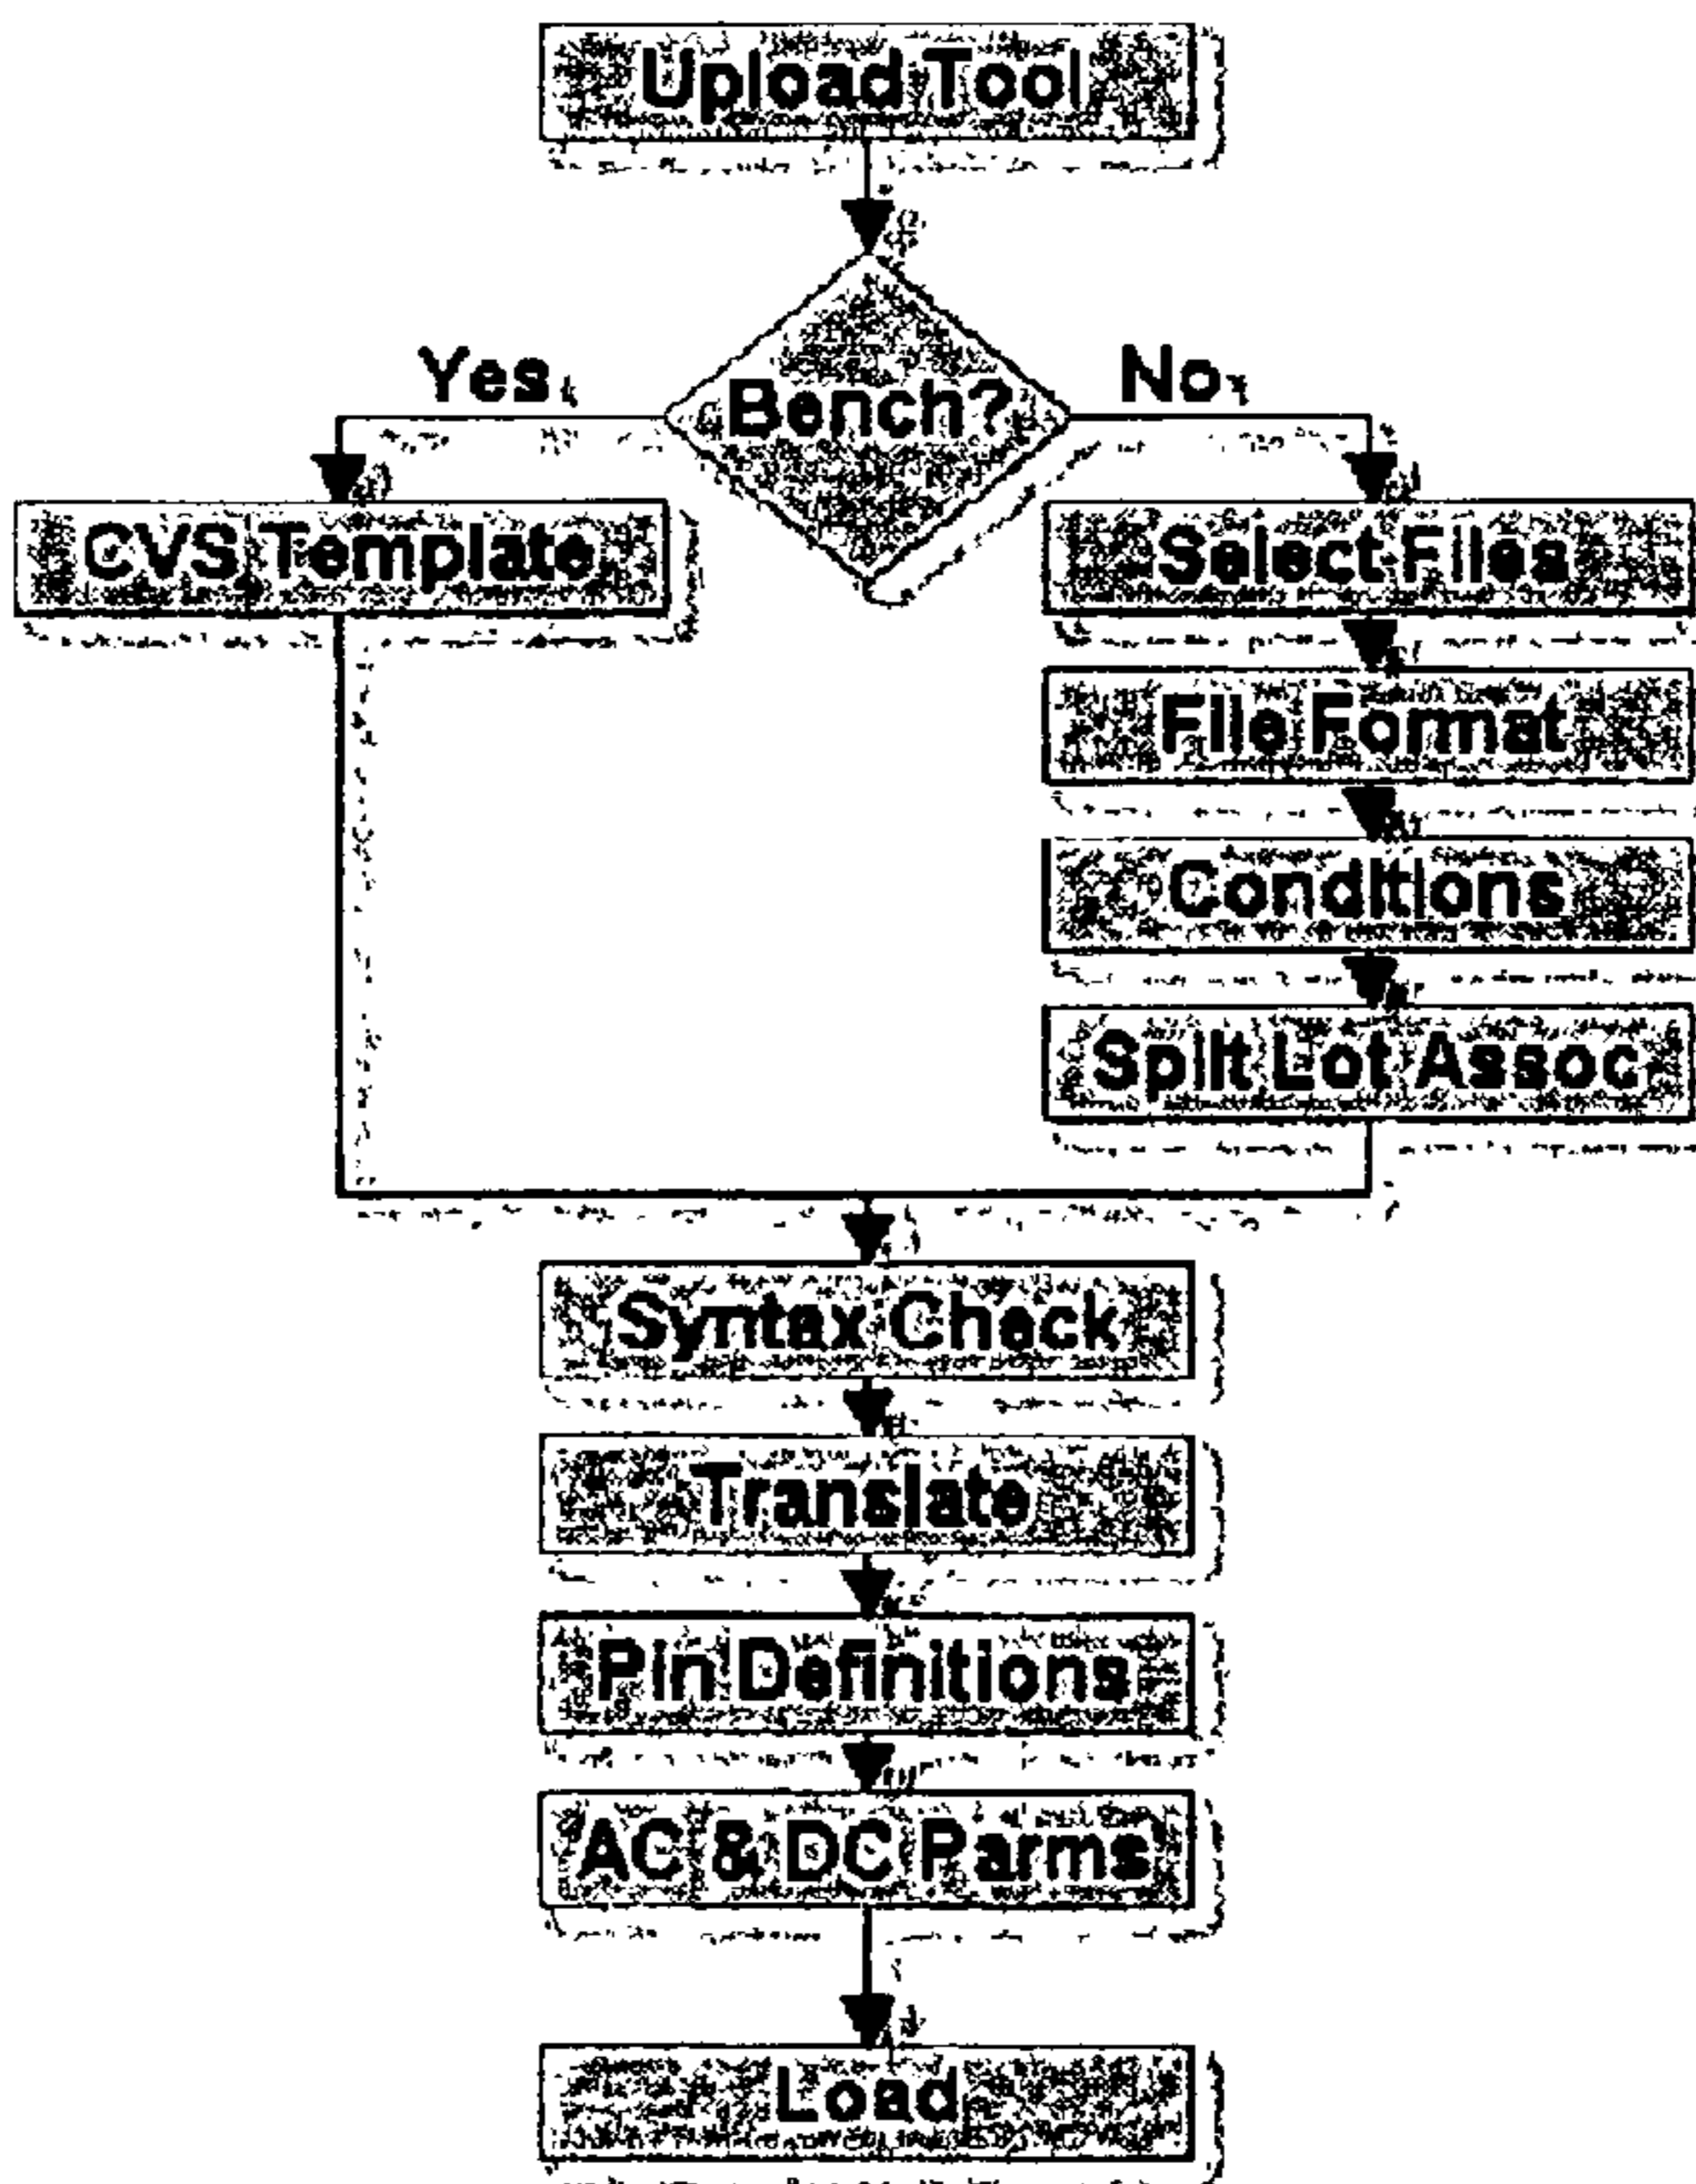 Upload Tool
Bench?
Yes
No
CVS Template
Select Files
File Format
Conditions
Split Lot Assoc
Syntax Check
Translate
Pin Definitions
AC & DC Parms
Load